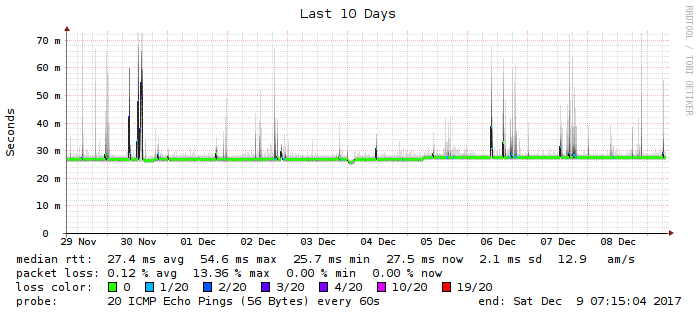 Last 10 Days
RRDTOOL / TOBI OETIKER
Seconds
70 m
60 m
50 m
40 m
30 m
20 m
10 m
0
29 Nov 30 Nov 01 Dec 02 Dec 03 Dec 04 Dec 05 Dec 06 Dec 07 Dec 08 Dec
median rtt: 27.4 ms avg 54.6 ms max 25.7 ms min 27.5 ms now 2.1 ms sd 12.9 am/s
packet loss: 0.12 % avg 13.36 % max 0.00 % min 0.00 % now
loss color: 0 1/20 2/20 3/20 4/20 10/20 19/20
probe: 20 ICMP Echo Pings (56 Bytes) every 60s end: Sat Dec 9 07:15:04 2017